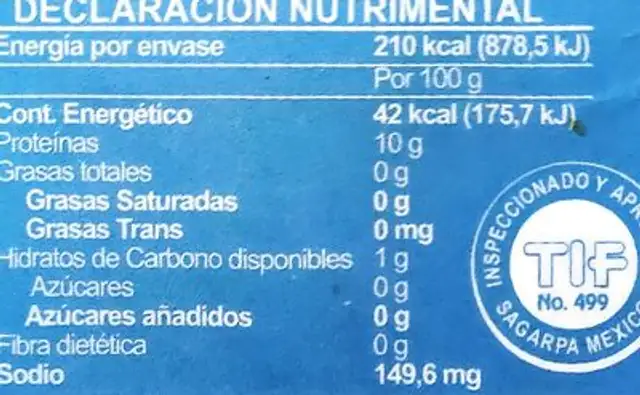 DECLARACIÓN NUTRIMENTAL
Energía por envase 210 kcal (878,5 kJ)
Por 100 g
Cont. Energético 42 kcal (175,7 kJ)
Proteínas 10 g
Grasas totales 0 g
Grasas Saturadas 0 g
Grasas Trans 0 mg
Hidratos de Carbono disponibles 1 g
Azúcares 0 g
Azúcares añadidos 0 g
Fibra dietética 0 g
Sodio 149,6 mg
INSPECCIONADO Y AP
TIF
No. 499
SAGARPA MEXICO